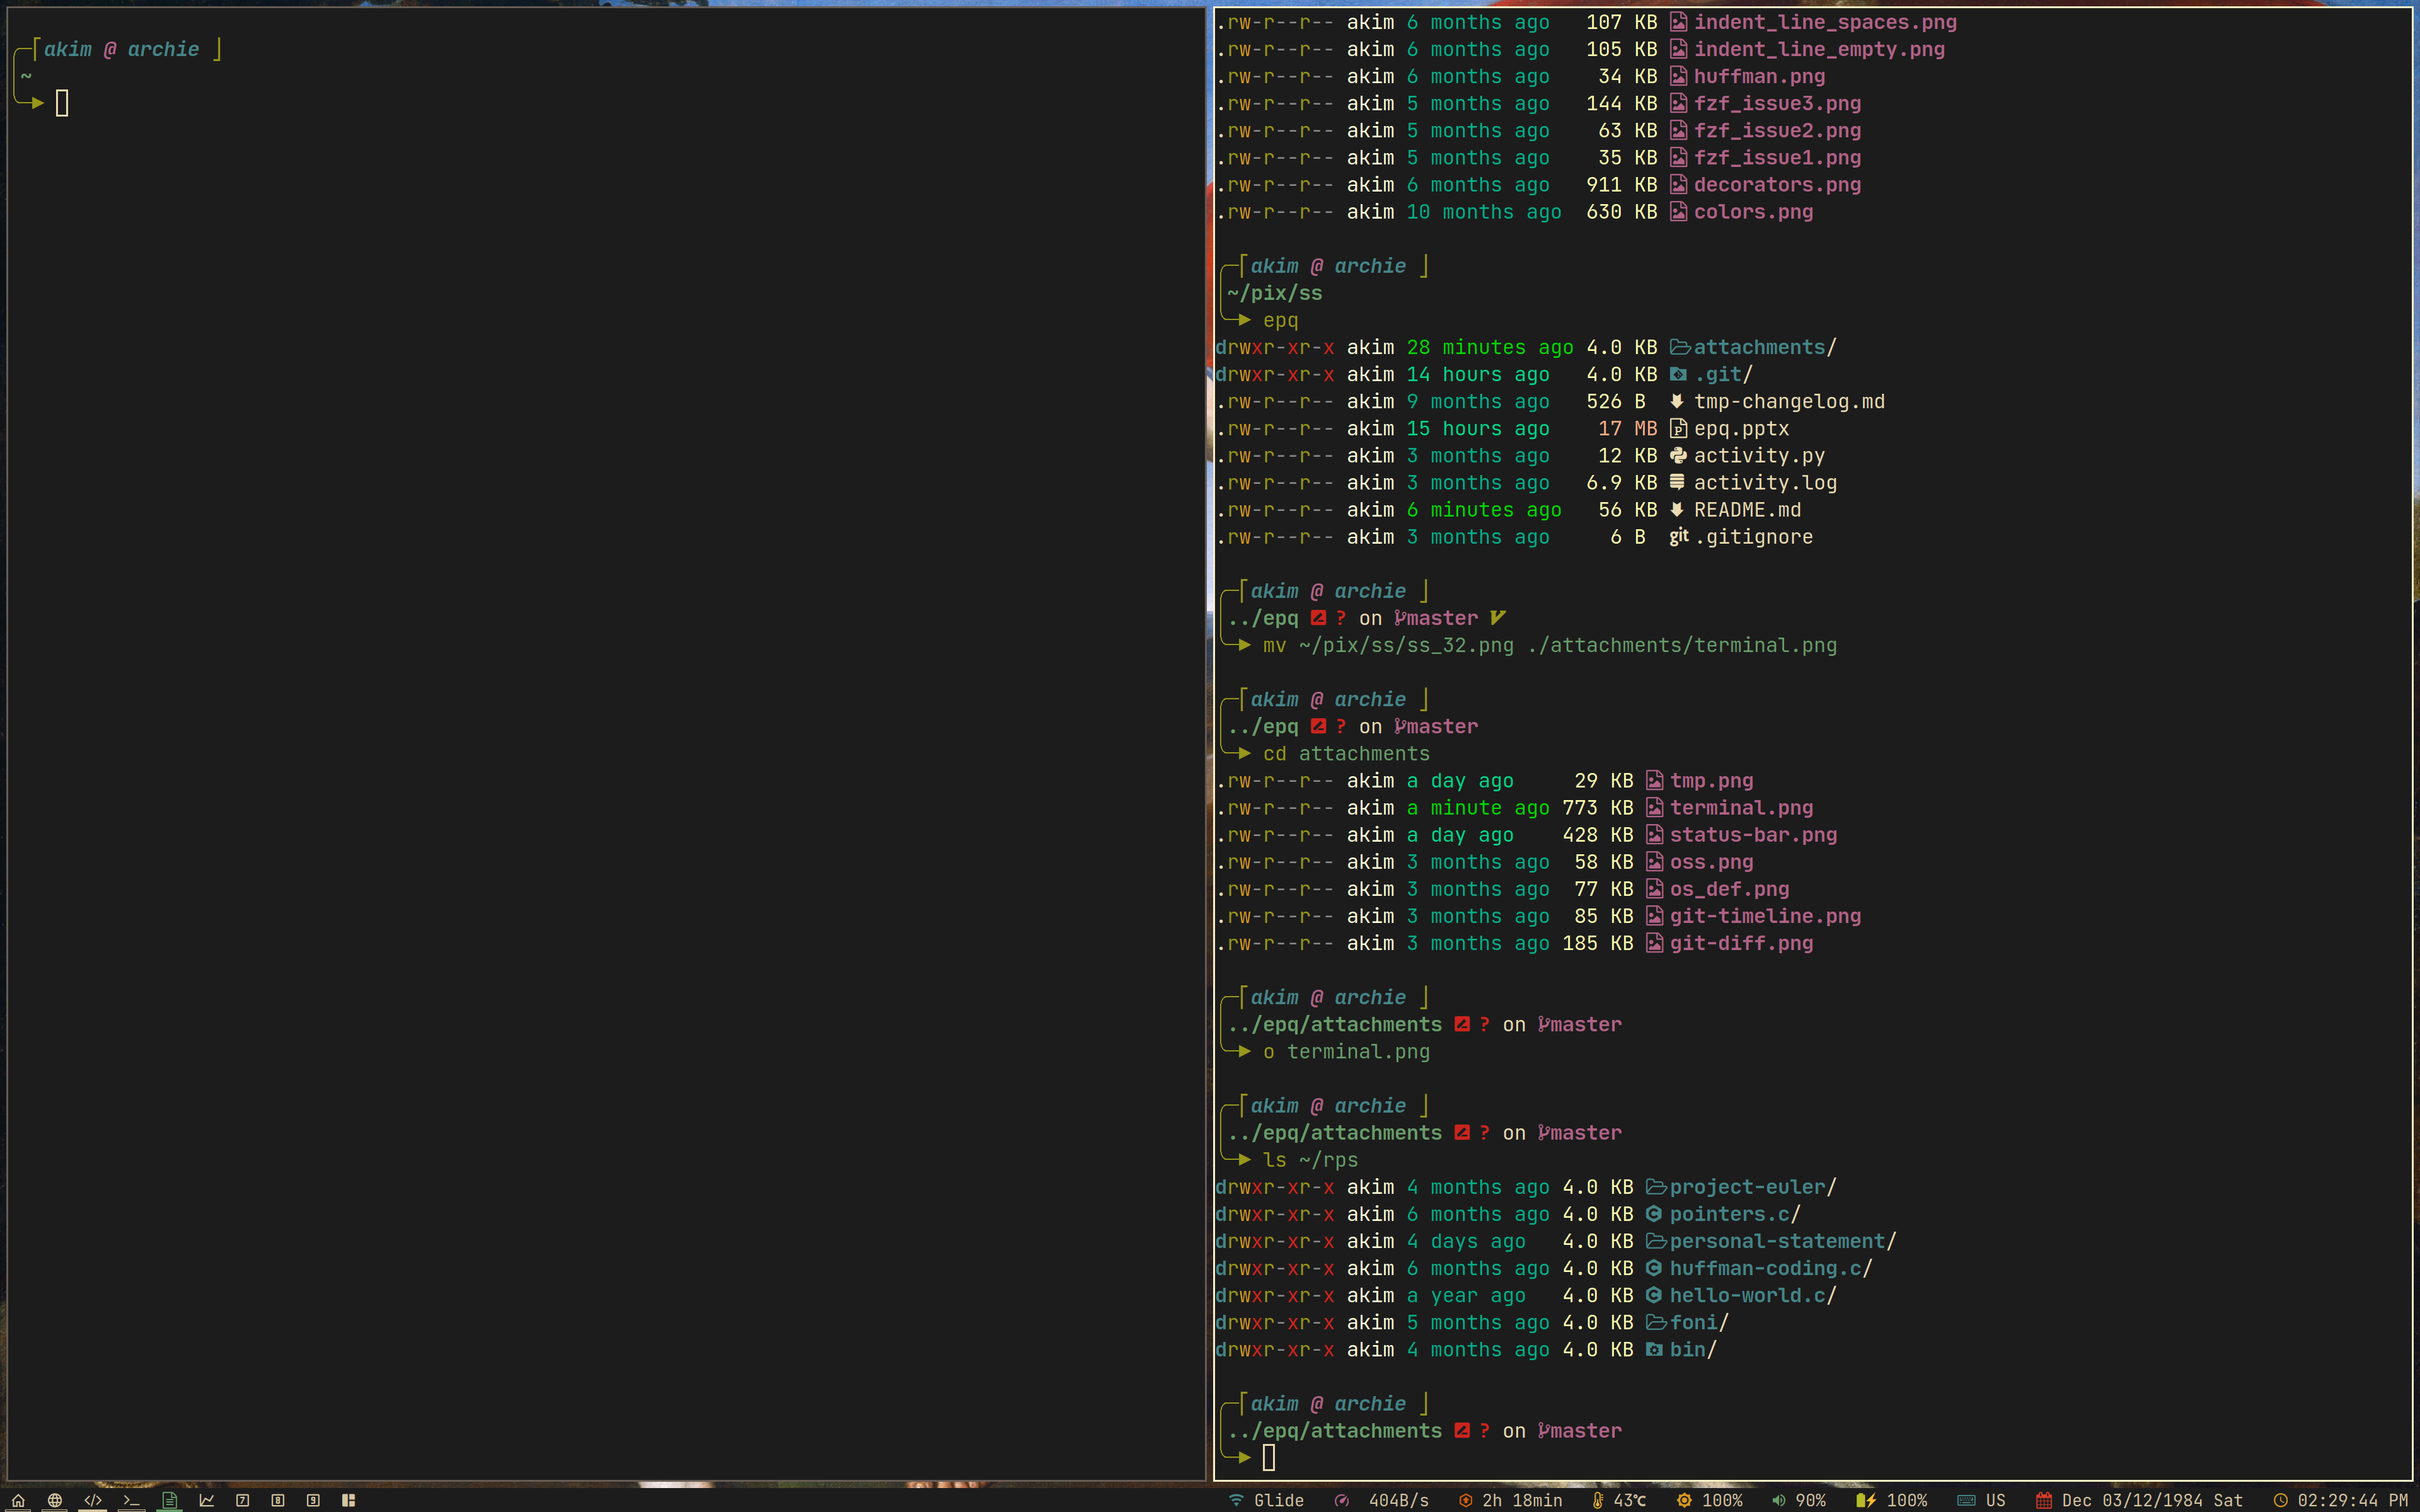 akim @ archie
~
.rw-r--r-- akim 6 months ago 107 KB indent_line_spaces.png
.rw-r--r-- akim 6 months ago 105 KB indent_line_empty.png
.rw-r--r-- akim 6 months ago 34 KB huffman.png
.rw-r--r-- akim 5 months ago 144 KB fzf_issue3.png
.rw-r--r-- akim 5 months ago 63 KB fzf_issue2.png
.rw-r--r-- akim 5 months ago 35 KB fzf_issue1.png
.rw-r--r-- akim 6 months ago 911 KB decorators.png
.rw-r--r-- akim 10 months ago 630 KB colors.png
akim @ archie
~/pix/ss
epq
drwxr-xr-x akim 28 minutes ago 4.0 KB attachments/
drwxr-xr-x akim 14 hours ago 4.0 KB .git/
.rw-r--r-- akim 9 months ago 526 B tmp-changelog.md
.rw-r--r-- akim 15 hours ago 17 MB epq.pptx
.rw-r--r-- akim 3 months ago 12 KB activity.py
.rw-r--r-- akim 3 months ago 6.9 KB activity.log
.rw-r--r-- akim 6 minutes ago 56 KB README.md
.rw-r--r-- akim 3 months ago 6 B git .gitignore
akim @ archie
../epq ? on master
mv ~/pix/ss/ss_32.png ./attachments/terminal.png
akim @ archie
../epq ? on master
cd attachments
.rw-r--r-- akim a day ago 29 KB tmp.png
.rw-r--r-- akim a minute ago 773 KB terminal.png
.rw-r--r-- akim a day ago 428 KB status-bar.png
.rw-r--r-- akim 3 months ago 58 KB oss.png
.rw-r--r-- akim 3 months ago 77 KB os_def.png
.rw-r--r-- akim 3 months ago 85 KB git-timeline.png
.rw-r--r-- akim 3 months ago 185 KB git-diff.png
akim @ archie
../epq/attachments ? on master
o terminal.png
akim @ archie
../epq/attachments ? on master
ls ~/rps
drwxr-xr-x akim 4 months ago 4.0 KB project-euler/
drwxr-xr-x akim 6 months ago 4.0 KB pointers.c/
drwxr-xr-x akim 4 days ago 4.0 KB personal-statement/
drwxr-xr-x akim 6 months ago 4.0 KB huffman-coding.c/
drwxr-xr-x akim a year ago 4.0 KB hello-world.c/
drwxr-xr-x akim 5 months ago 4.0 KB foni/
drwxr-xr-x akim 4 months ago 4.0 KB bin/
akim @ archie
../epq/attachments ? on master
7 8 9 Glide 404B/s 2h 18min 43℃ 100% 90% 100% US Dec 03/12/1984 Sat 02:29:44 PM